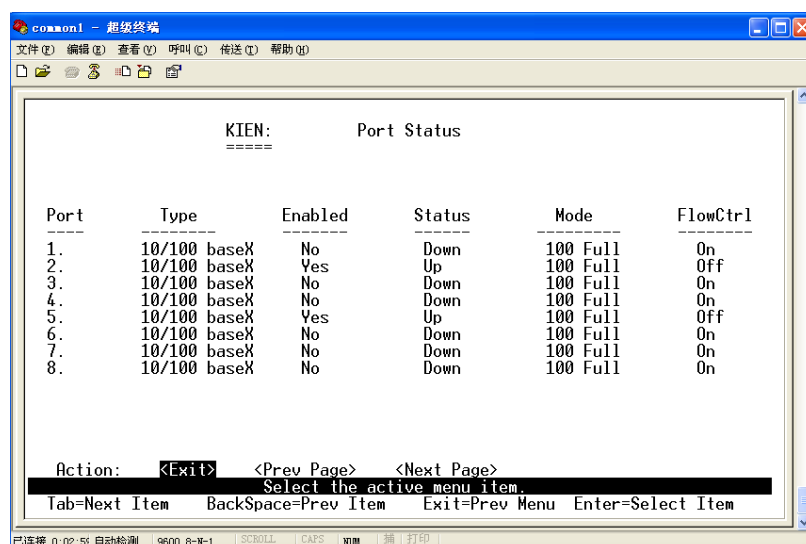 common1 - 超级终端
文件(F) 编辑(E) 查看(V) 呼叫(C) 传送(T) 帮助(H)
KIEN: Port Status
=====
Port Type Enabled Status Mode FlowCtrl
---- -------- ------- ------ --------- --------
1. 10/100 baseX No Down 100 Full On
2. 10/100 baseX Yes Up 100 Full Off
3. 10/100 baseX No Down 100 Full On
4. 10/100 baseX No Down 100 Full On
5. 10/100 baseX Yes Up 100 Full Off
6. 10/100 baseX No Down 100 Full On
7. 10/100 baseX No Down 100 Full On
8. 10/100 baseX No Down 100 Full On
Action: <Exit> <Prev Page> <Next Page>
Select the active menu item.
Tab=Next Item BackSpace=Prev Item Exit=Prev Menu Enter=Select Item
已连接 0:02:5 自动检测 9600 8-N-1 SCROLL CAPS NUM 捕 打印